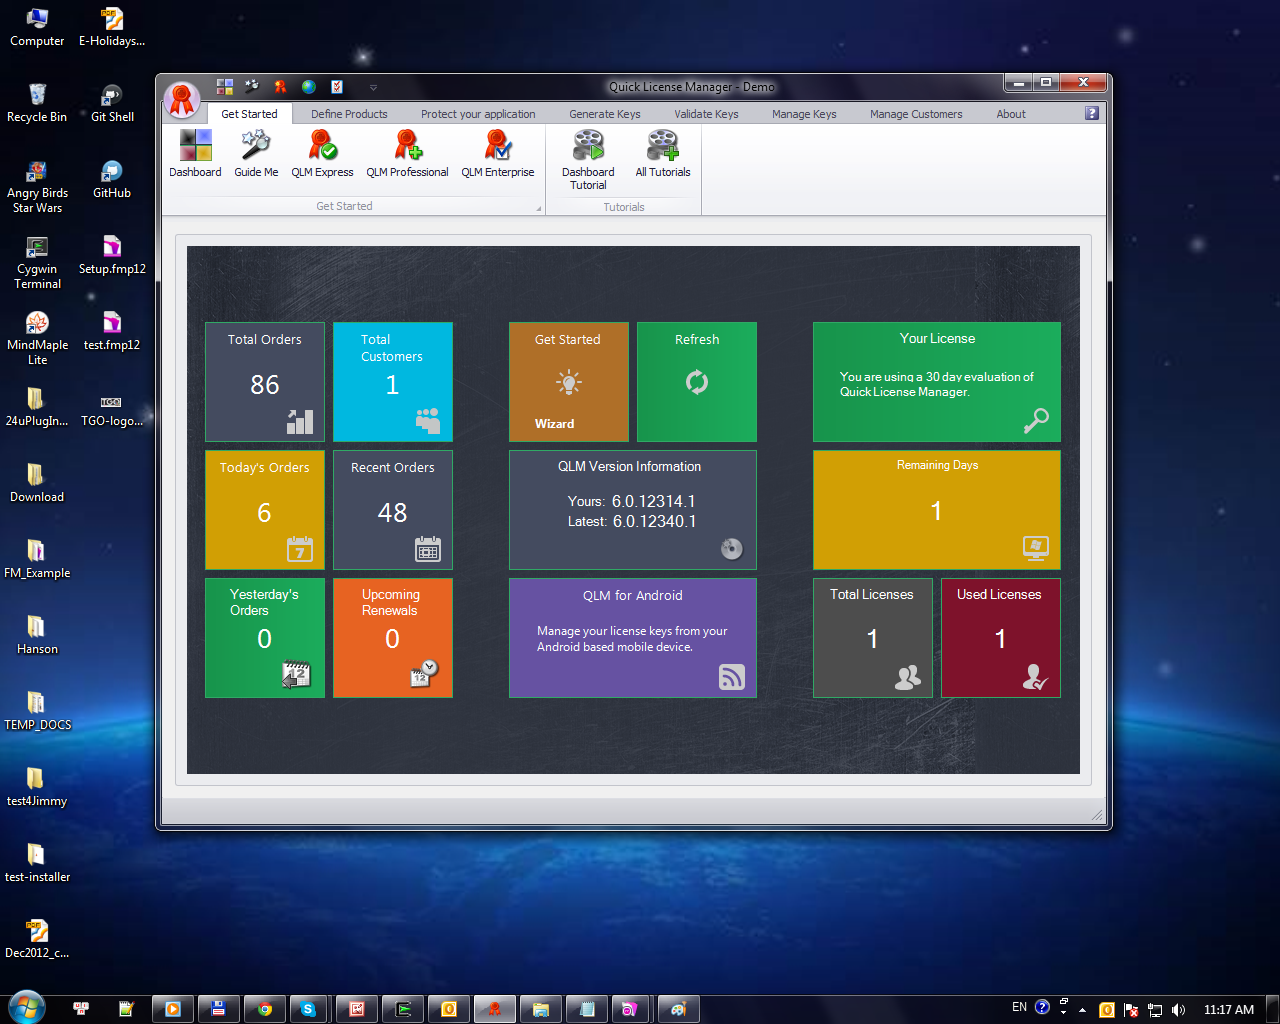 Computer
E-Holidays...
Recycle Bin
Git Shell
Angry Birds
Star Wars
GitHub
Cygwin
Terminal
Setup.fmp12
MindMaple
Lite
test.fmp12
24uPlugIn...
TGO
TGO-logo...
Download
FM_Example
Hanson
TEMP_DOCS
test4Jimmy
test-installer
Dec2012_c...
Quick License Manager - Demo
Get Started
Define Products
Protect your application
Generate Keys
Validate Keys
Manage Keys
Manage Customers
About
Dashboard
Guide Me
QLM Express
QLM Professional
QLM Enterprise
Dashboard
Tutorial
All Tutorials
Get Started
Tutorials
Total Orders
86
Total
Customers
1
Get Started
Wizard
Refresh
Your License
You are using a 30 day evaluation of
Quick License Manager.
Today's Orders
6
7
Recent Orders
48
QLM Version Information
Yours: 6.0.12314.1
Latest: 6.0.12340.1
Remaining Days
1
Yesterday's
Orders
0
12
Upcoming
Renewals
0
12
QLM for Android
Manage your license keys from your
Android based mobile device.
Total Licenses
1
Used Licenses
1
EN
11:17 AM